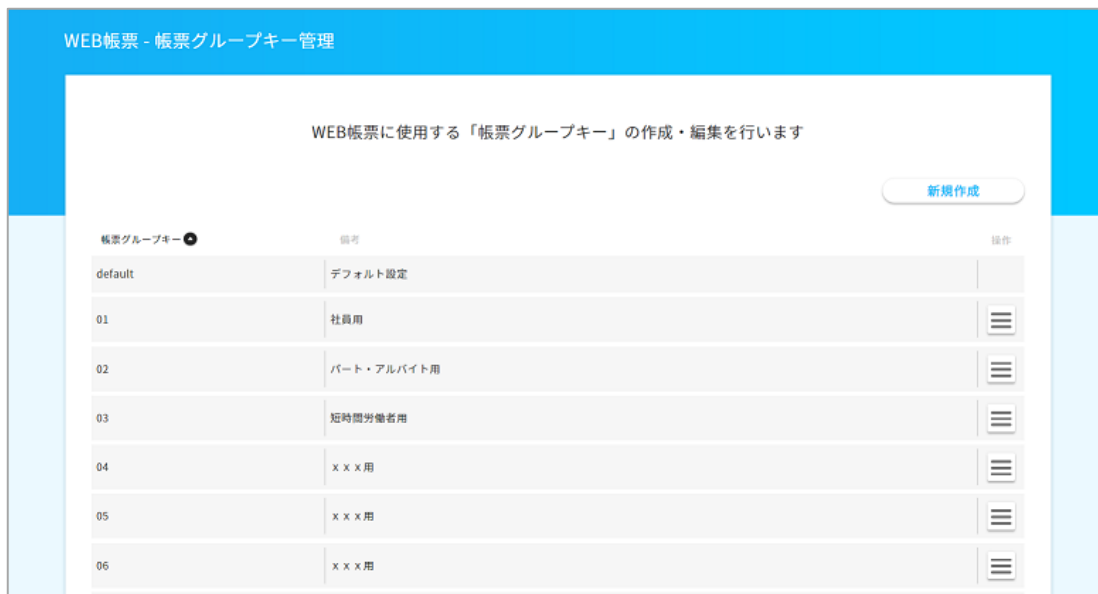 WEB帳票 - 帳票グループキー管理
WEB帳票に使用する「帳票グループキー」の作成・編集を行います
新規作成
帳票グループキー 備考 操作
default デフォルト設定
01 社員用
02 パート・アルバイト用
03 短時間労働者用
04 ｘｘｘ用
05 ｘｘｘ用
06 ｘｘｘ用